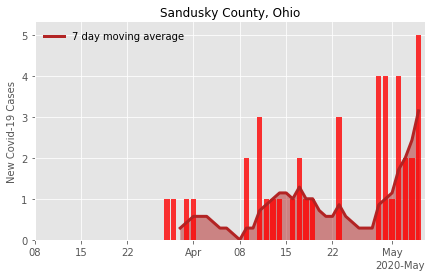 Sandusky County, Ohio
7 day moving average
New Covid-19 Cases
5
4
3
2
1
0
08 15 22 Apr 08 15 22 May
2020-May